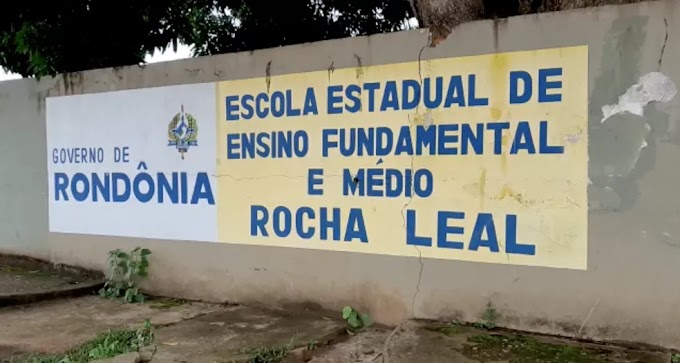 GOVERNO DE
RONDÔNIA
ESCOLA ESTADUAL DE
ENSINO FUNDAMENTAL
E MÉDIO
ROCHA LEAL